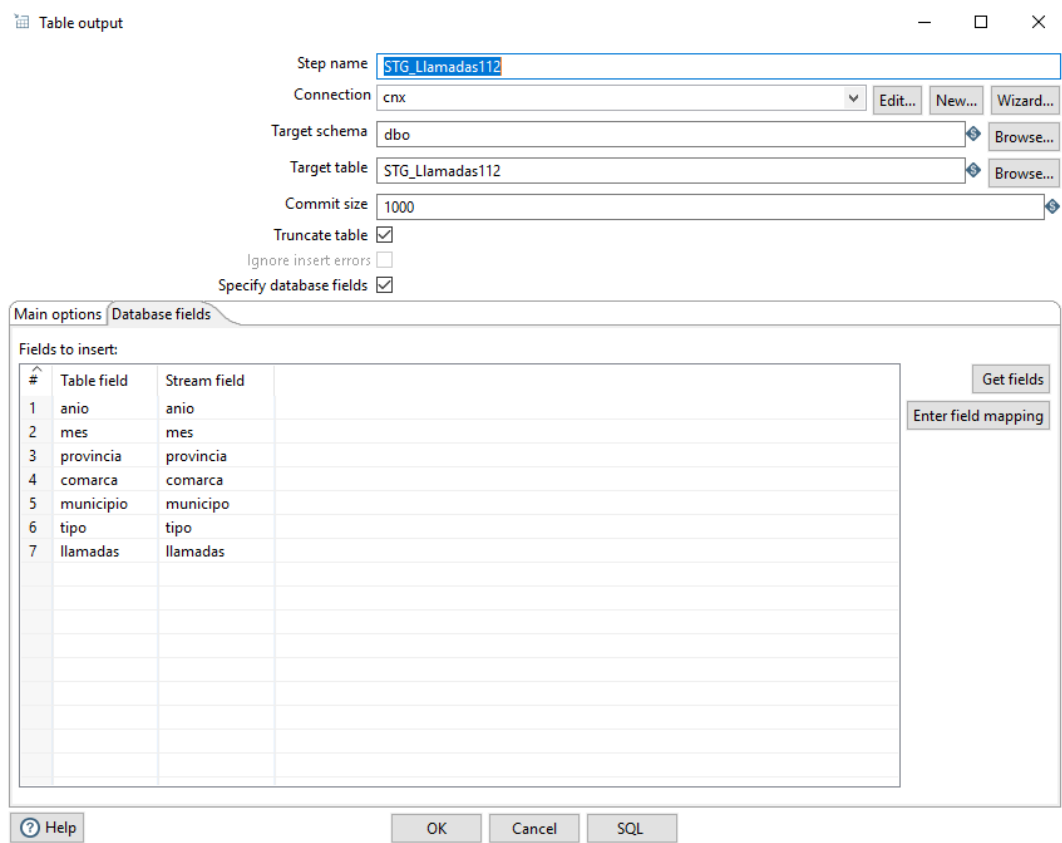 Table output
Step name STG_Llamadas112
Connection cnx Edit... New... Wizard...
Target schema dbo Browse...
Target table STG_Llamadas112 Browse...
Commit size 1000
Truncate table
Ignore insert errors
Specify database fields
Main options Database fields
Fields to insert:
# Table field Stream field Get fields
1 anio anio Enter field mapping
2 mes mes
3 provincia provincia
4 comarca comarca
5 municipio municipo
6 tipo tipo
7 llamadas llamadas
Help OK Cancel SQL